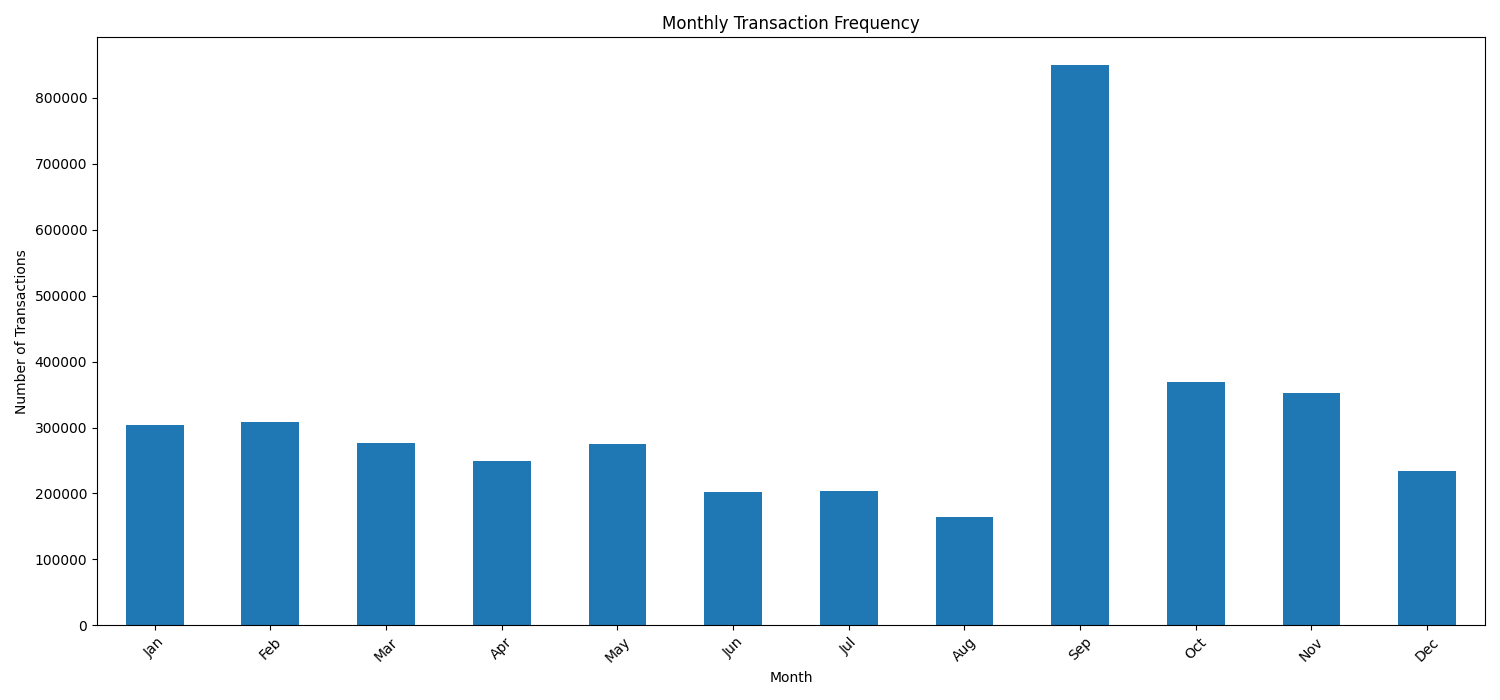 Monthly Transaction Frequency
Number of Transactions
800000
700000
600000
500000
400000
300000
200000
100000
0
Jan
Feb
Mar
Apr
May
Jun
Jul
Aug
Sep
Oct
Nov
Dec
Month